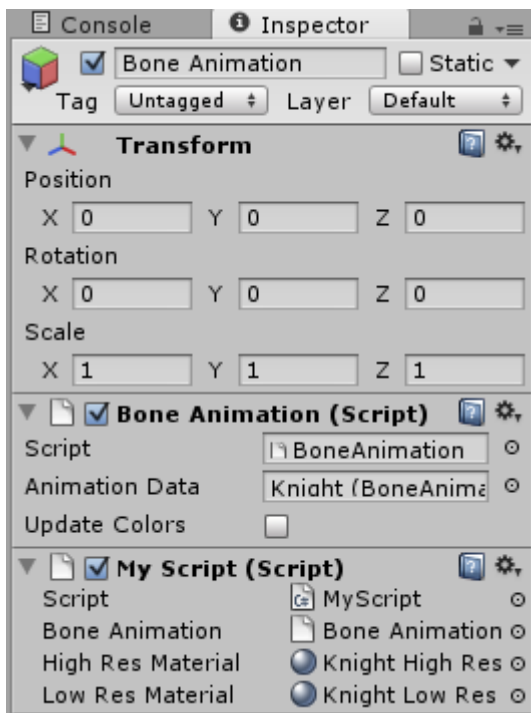 Console Inspector
Bone Animation Static
Tag Untagged Layer Default
Transform
Position
X 0 Y 0 Z 0
Rotation
X 0 Y 0 Z 0
Scale
X 1 Y 1 Z 1
Bone Animation (Script)
Script BoneAnimation
Animation Data Knight (BoneAnima
Update Colors
My Script (Script)
Script C# MyScript
Bone Animation Bone Animation
High Res Material Knight High Res
Low Res Material Knight Low Res